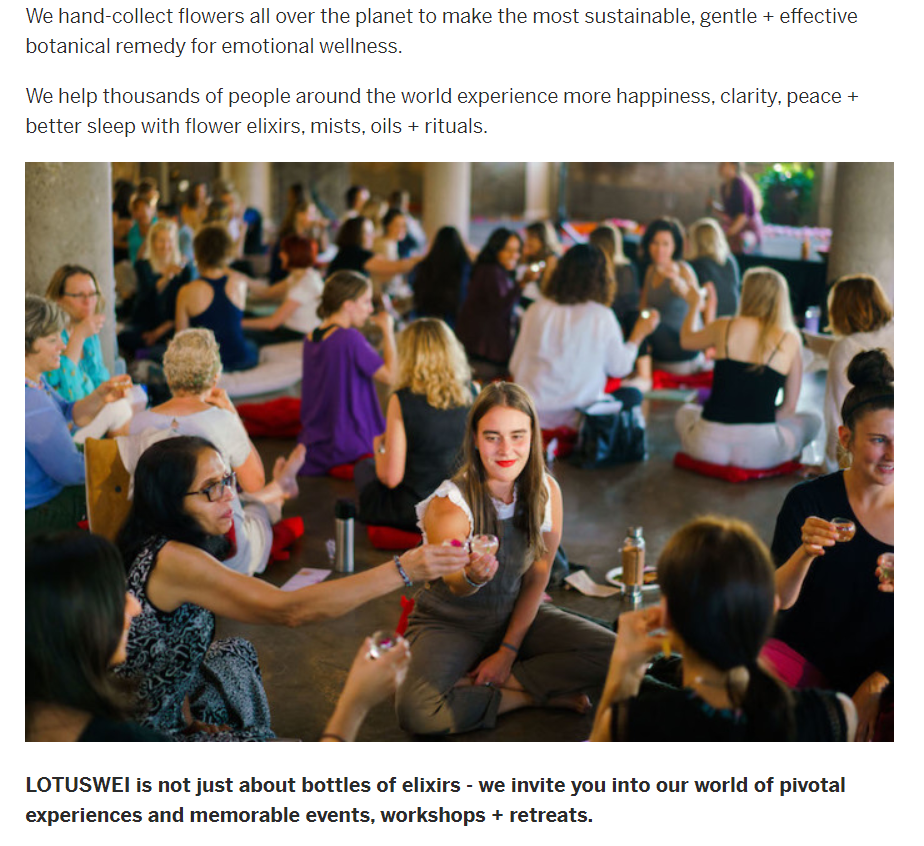 We hand-collect flowers all over the planet to make the most sustainable, gentle + effective
botanical remedy for emotional wellness.
We help thousands of people around the world experience more happiness, clarity, peace +
better sleep with flower elixirs, mists, oils + rituals.
LOTUSWEI is not just about bottles of elixirs - we invite you into our world of pivotal
experiences and memorable events, workshops + retreats.